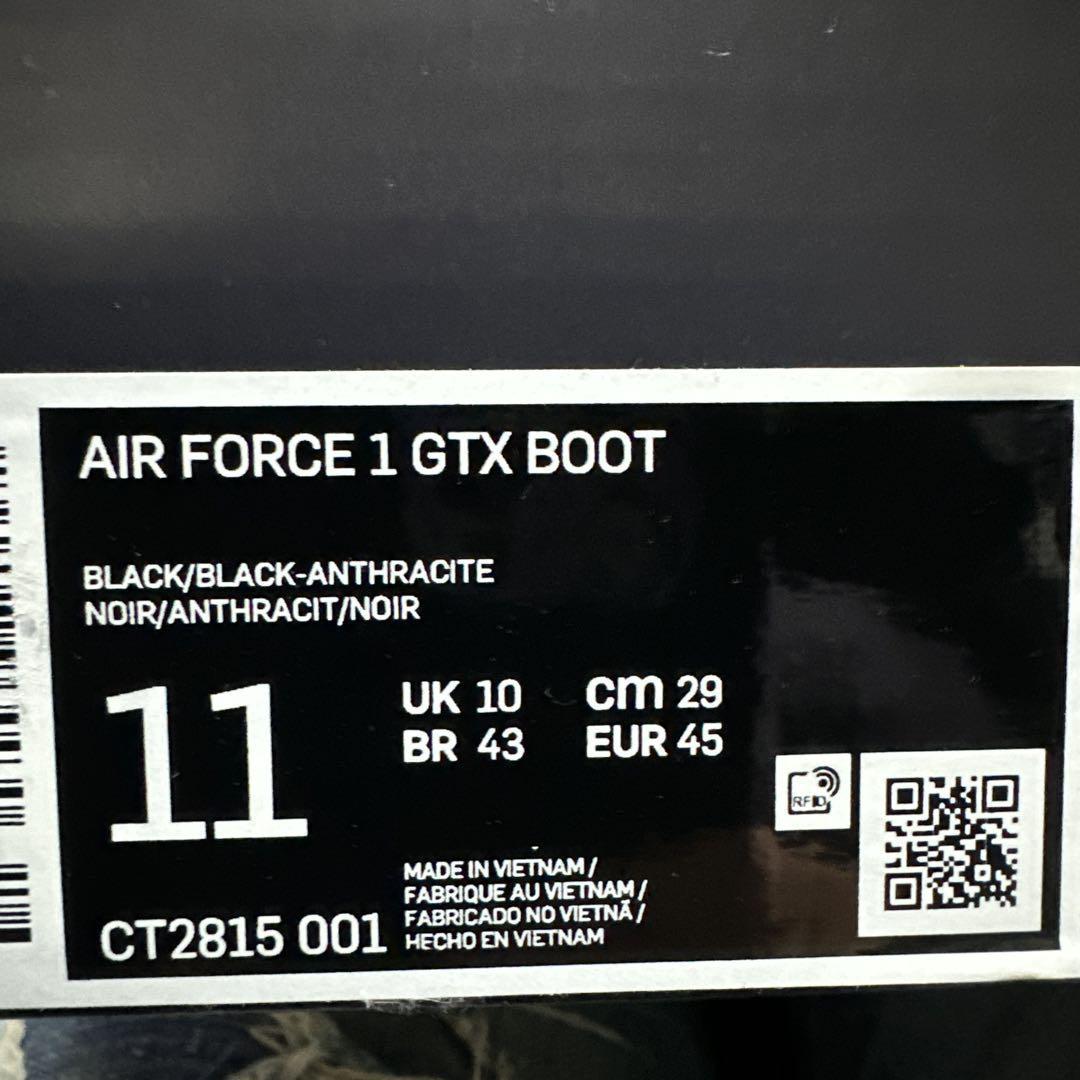 AIR FORCE 1 GTX BOOT
BLACK/BLACK-ANTHRACITE
NOIR/ANTHRACIT/NOIR
11
UK 10 cm 29
BR 43 EUR 45
RFID
MADE IN VIETNAM /
FABRIQUE AU VIETNAM /
FABRICADO NO VIETNÃ /
HECHO EN VIETNAM
CT2815 001